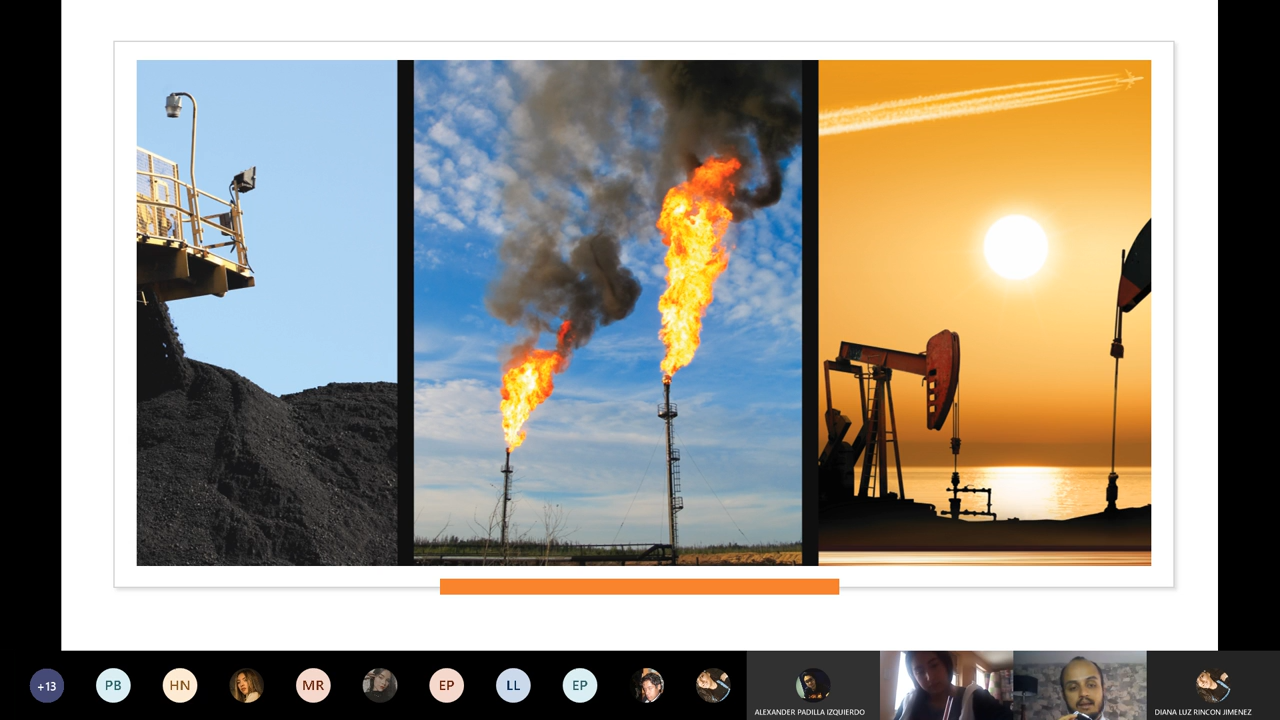 +13
PB
HN
MR
EP
LL
EP
ALEXANDER PADILLA IZQUIERDO
DIANA LUZ RINCON JIMENEZ